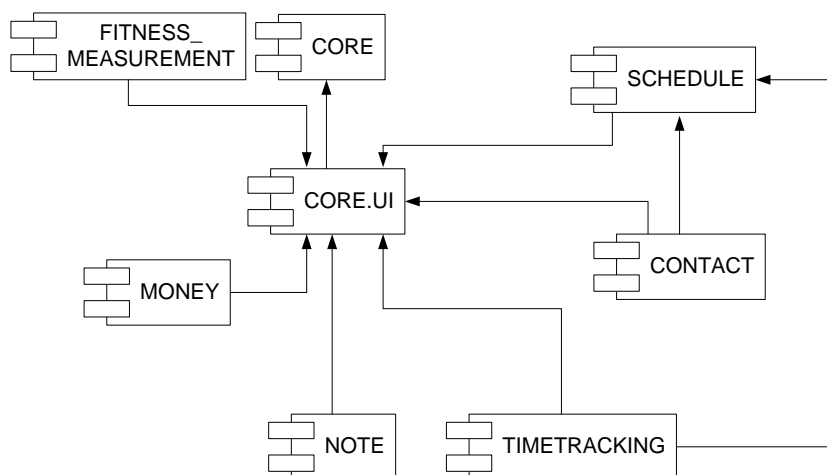 FITNESS_
MEASUREMENT
CORE
SCHEDULE
CORE.UI
CONTACT
MONEY
NOTE
TIMETRACKING